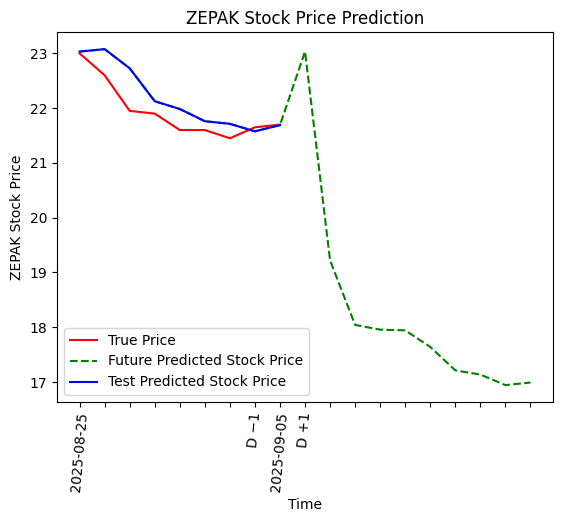 ZEPAK Stock Price Prediction
ZEPAK Stock Price
23
22
21
20
19
18
17
True Price
Future Predicted Stock Price
Test Predicted Stock Price
2025-08-25
D −1
2025-09-05
D +1
Time